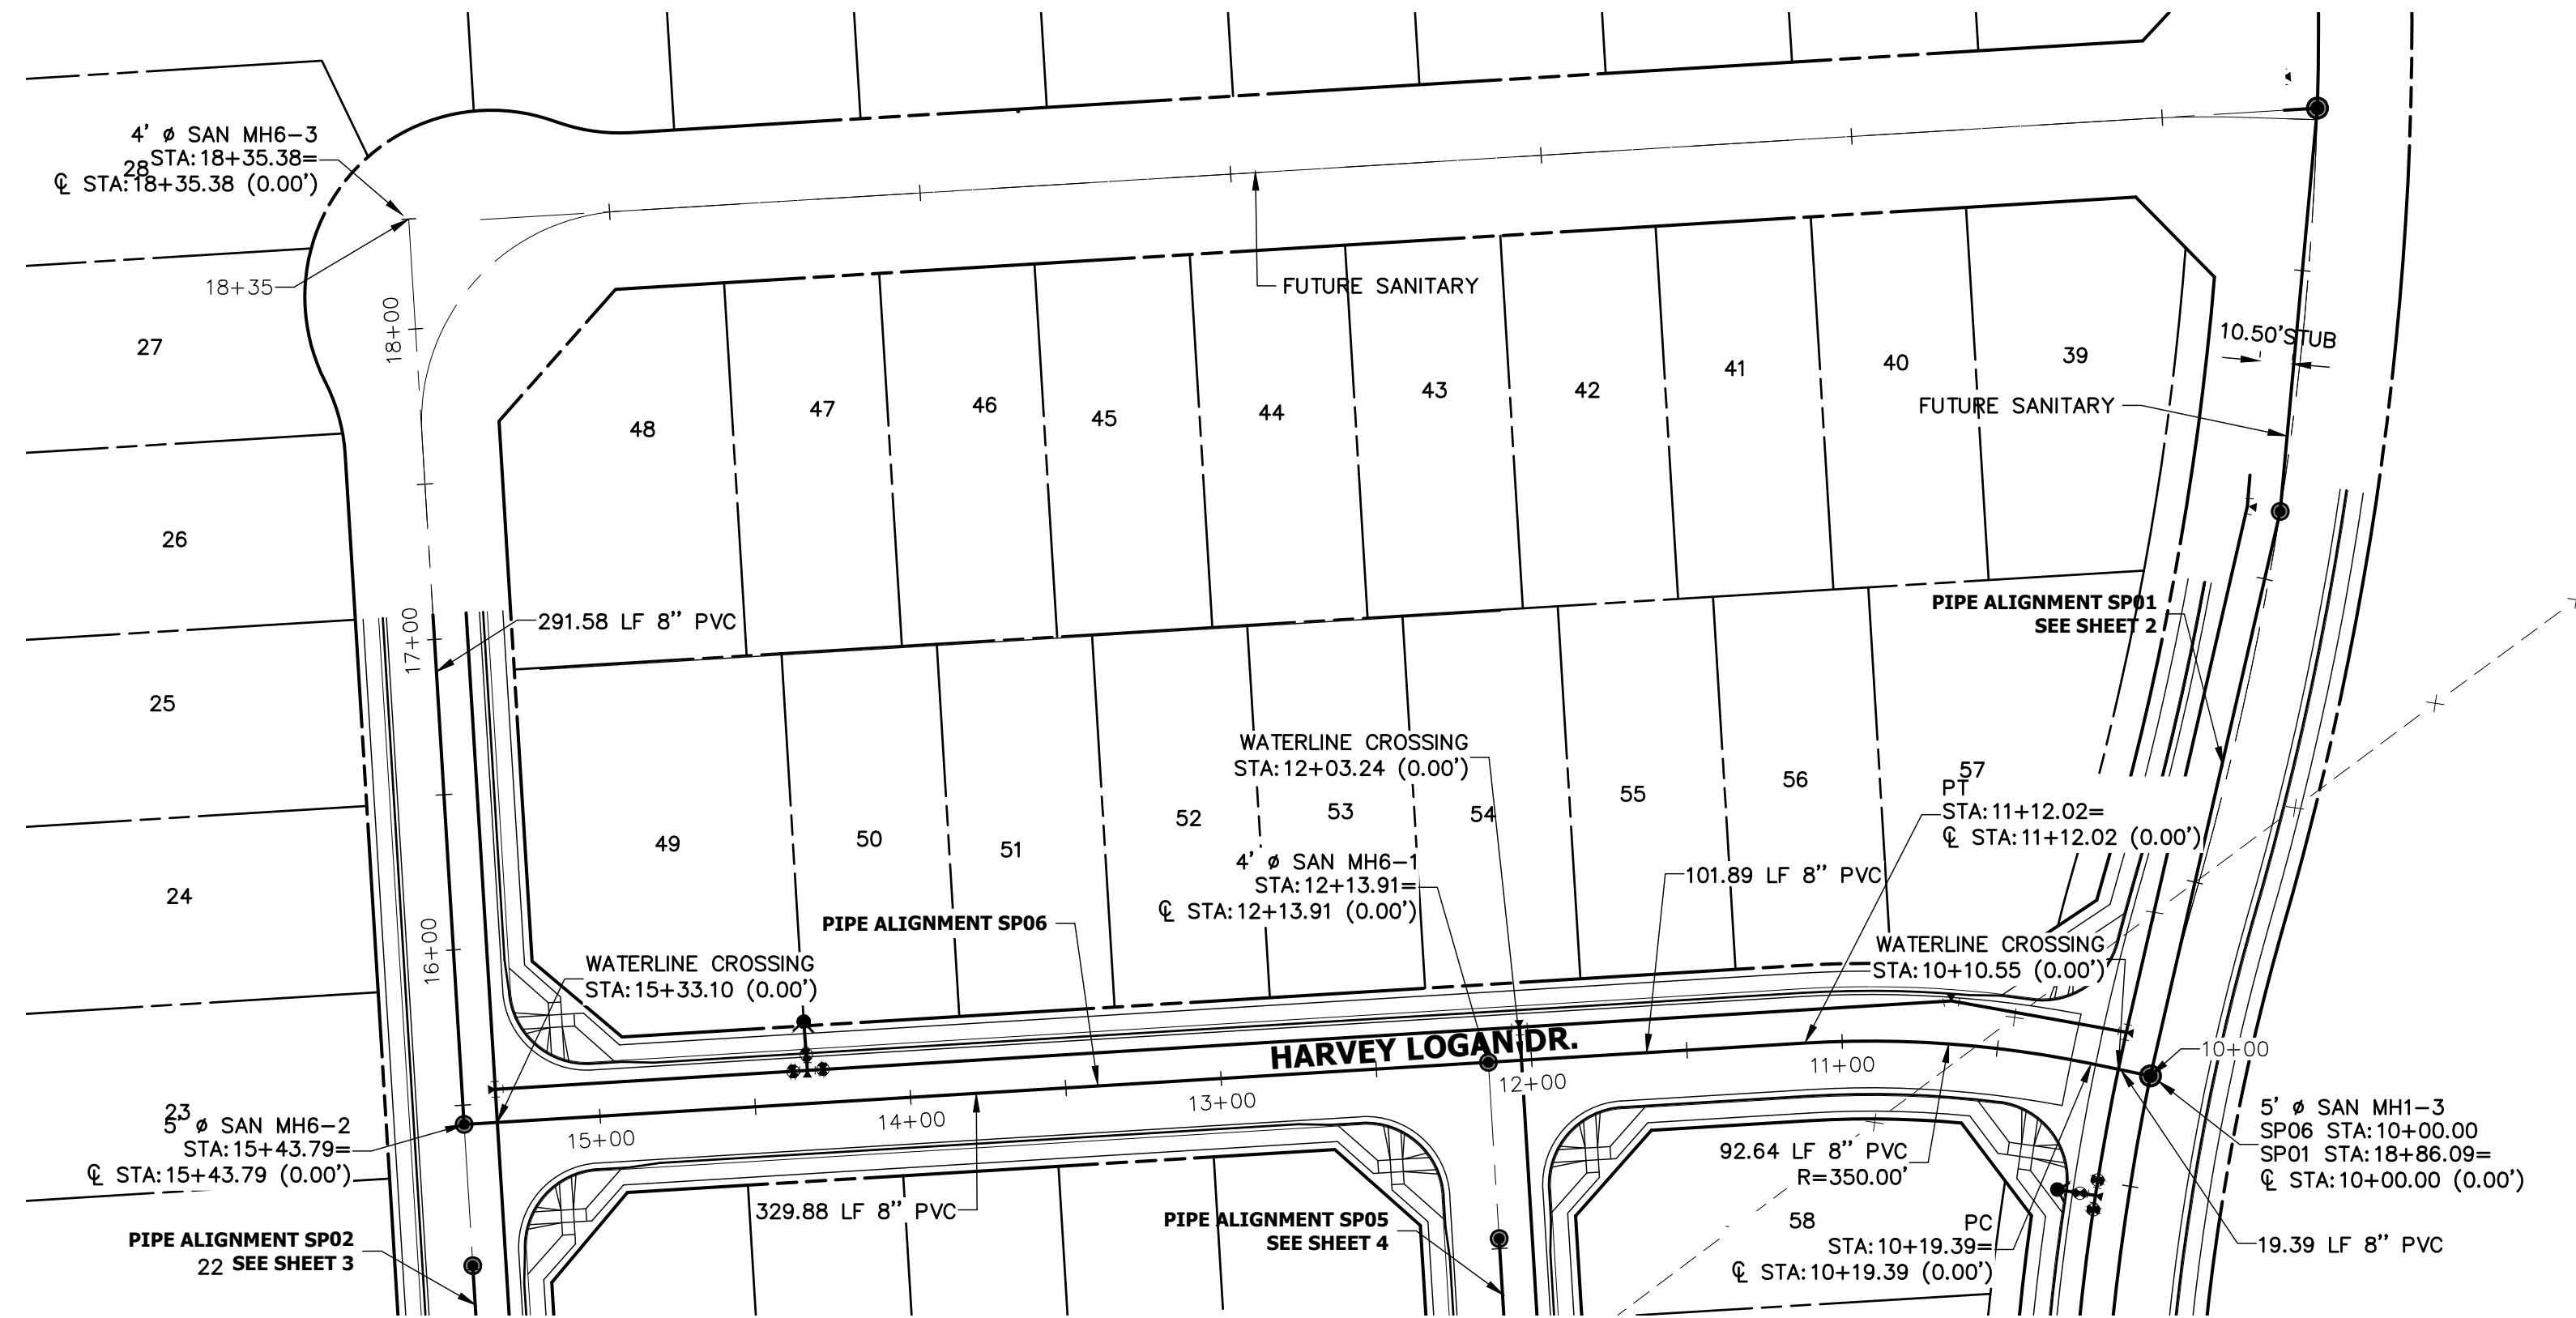 4' ø SAN MH6-3
STA:18+35.38=
℄ STA:18+35.38 (0.00')
28
18+35
27
18+00
26
25
24
23
22
17+00
16+00
291.58 LF 8" PVC
FUTURE SANITARY
10.50'STUB
FUTURE SANITARY
48
47
46
45
44
43
42
41
40
39
PIPE ALIGNMENT SP01
SEE SHEET 2
49
50
51
52
53
54
55
56
57
WATERLINE CROSSING
STA:12+03.24 (0.00')
PT
STA:11+12.02=
℄ STA:11+12.02 (0.00')
4' ø SAN MH6-1
STA:12+13.91=
℄ STA:12+13.91 (0.00')
101.89 LF 8" PVC
PIPE ALIGNMENT SP06
WATERLINE CROSSING
STA:15+33.10 (0.00')
WATERLINE CROSSING
STA:10+10.55 (0.00')
HARVEY LOGAN DR.
10+00
11+00
12+00
13+00
14+00
15+00
5' ø SAN MH6-2
STA:15+43.79=
℄ STA:15+43.79 (0.00')
5' ø SAN MH1-3
SP06 STA:10+00.00
SP01 STA:18+86.09=
℄ STA:10+00.00 (0.00')
92.64 LF 8" PVC
R=350.00'
329.88 LF 8" PVC
PIPE ALIGNMENT SP05
SEE SHEET 4
58
PC
STA:10+19.39=
℄ STA:10+19.39 (0.00')
19.39 LF 8" PVC
PIPE ALIGNMENT SP02
SEE SHEET 3